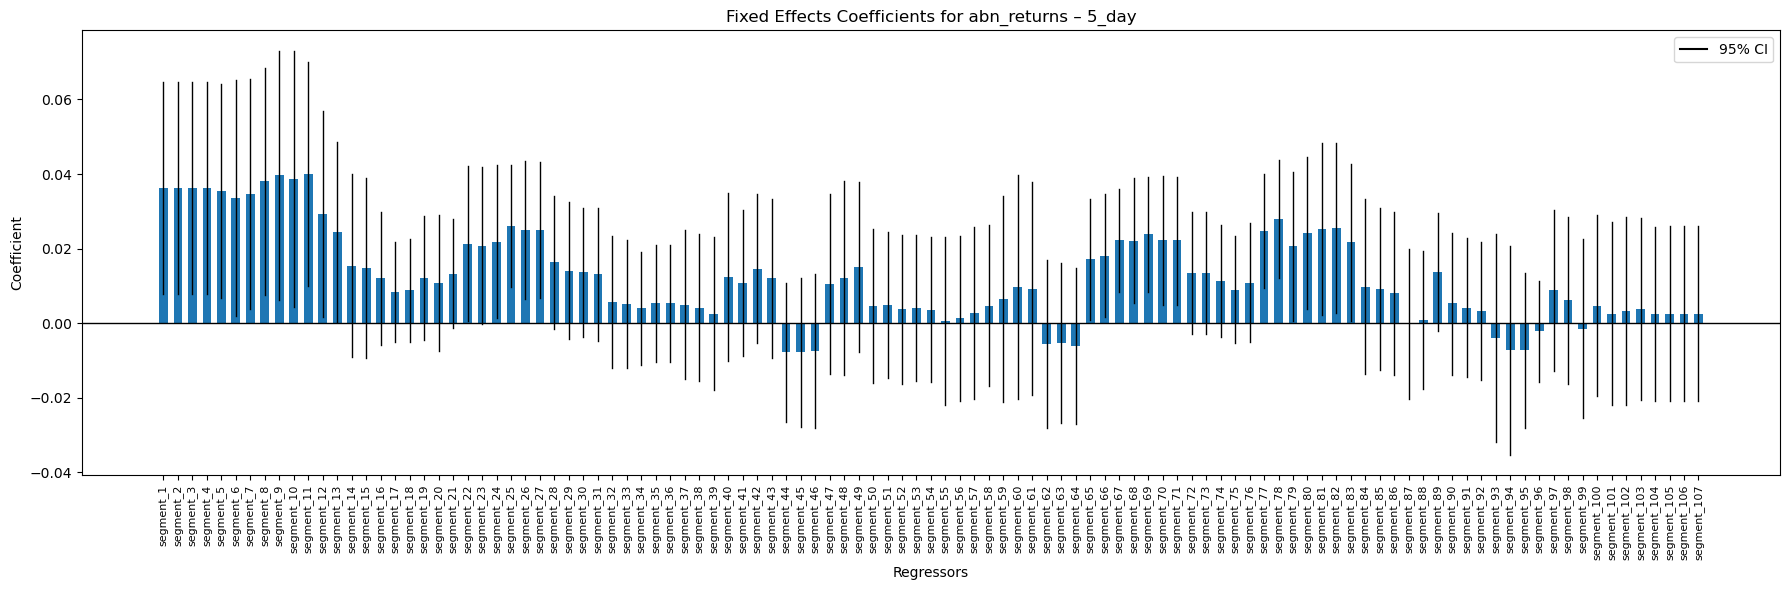 Fixed Effects Coefficients for abn_returns – 5_day
95% CI
Coefficient
0.06
0.04
0.02
0.00
−0.02
−0.04
segment_1
segment_2
segment_3
segment_4
segment_5
segment_6
segment_7
segment_8
segment_9
segment_10
segment_11
segment_12
segment_13
segment_14
segment_15
segment_16
segment_17
segment_18
segment_19
segment_20
segment_21
segment_22
segment_23
segment_24
segment_25
segment_26
segment_27
segment_28
segment_29
segment_30
segment_31
segment_32
segment_33
segment_34
segment_35
segment_36
segment_37
segment_38
segment_39
segment_40
segment_41
segment_42
segment_43
segment_44
segment_45
segment_46
segment_47
segment_48
segment_49
segment_50
segment_51
segment_52
segment_53
segment_54
segment_55
segment_56
segment_57
segment_58
segment_59
segment_60
segment_61
segment_62
segment_63
segment_64
segment_65
segment_66
segment_67
segment_68
segment_69
segment_70
segment_71
segment_72
segment_73
segment_74
segment_75
segment_76
segment_77
segment_78
segment_79
segment_80
segment_81
segment_82
segment_83
segment_84
segment_85
segment_86
segment_87
segment_88
segment_89
segment_90
segment_91
segment_92
segment_93
segment_94
segment_95
segment_96
segment_97
segment_98
segment_99
segment_100
segment_101
segment_102
segment_103
segment_104
segment_105
segment_106
segment_107
Regressors